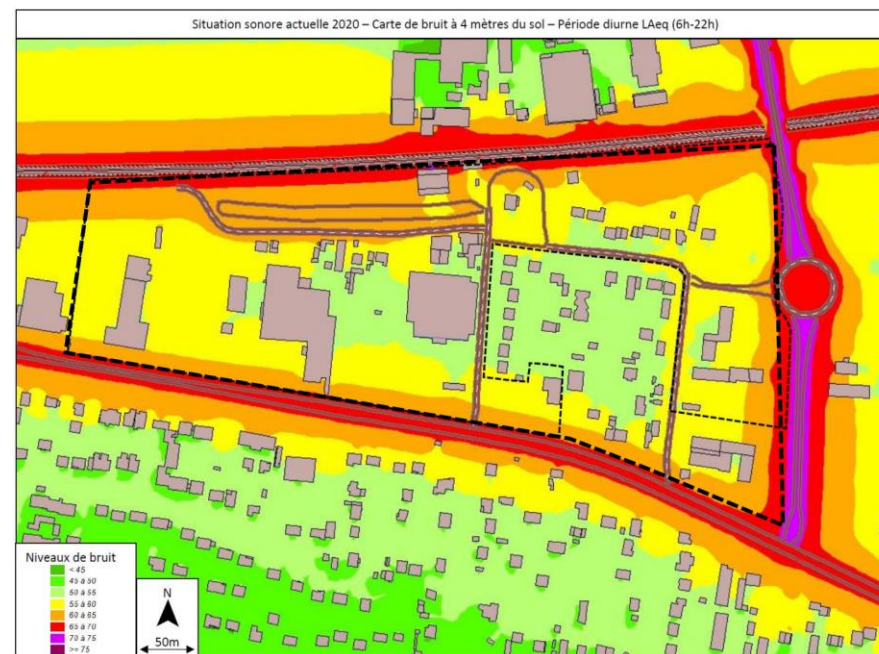 Situation sonore actuelle 2020 – Carte de bruit à 4 mètres du sol – Période diurne LAeq (6h-22h)
Niveaux de bruit
< 45
45 à 50
50 à 55
55 à 60
60 à 65
65 à 70
70 à 75
>= 75
N
50m